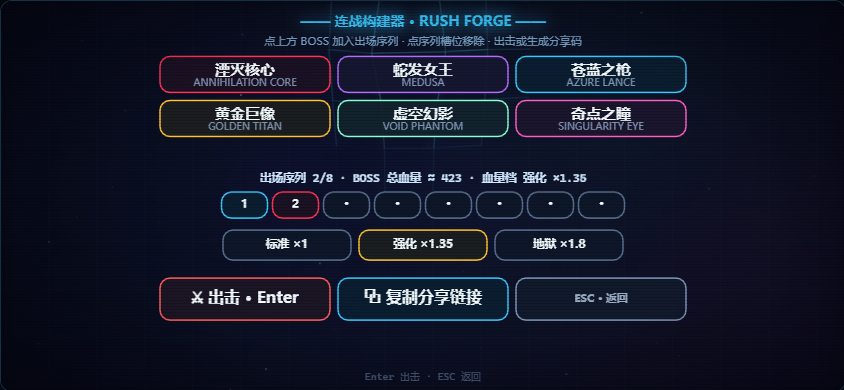 连战构建器 • RUSH FORGE
点上方 BOSS 加入出场序列 · 点序列槽位移除 · 出击或生成分享码
湮灭核心 蛇发女王 苍蓝之枪
ANNIHILATION CORE MEDUSA AZURE LANCE
黄金巨像 虚空幻影 奇点之瞳
GOLDEN TITAN VOID PHANTOM SINGULARITY EYE
出场序列 2/8 · BOSS 总血量 ≈ 423 · 血量档 强化 ×1.35
1 2 · · · · · ·
标准 ×1 强化 ×1.35 地狱 ×1.8
⚔ 出击 • Enter ⧉ 复制分享链接 ESC • 返回
Enter 出击 · ESC 返回